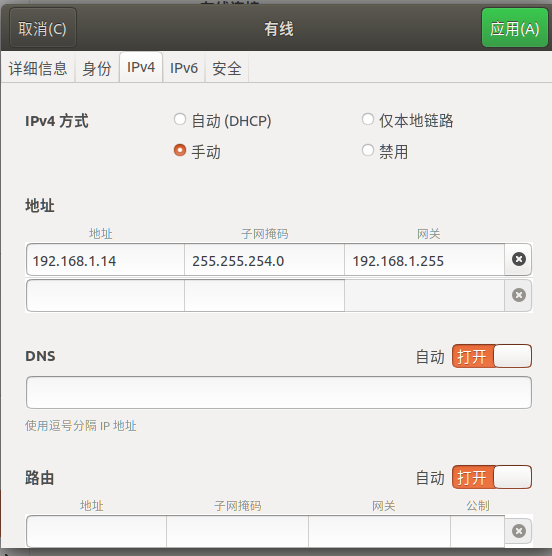 取消(C) 有线 应用(A)
详细信息 身份 IPv4 IPv6 安全
IPv4 方式 自动 (DHCP) 仅本地链路
手动 禁用
地址
地址 子网掩码 网关
192.168.1.14 255.255.254.0 192.168.1.255
DNS 自动 打开
使用逗号分隔 IP 地址
路由 自动 打开
地址 子网掩码 网关 公制